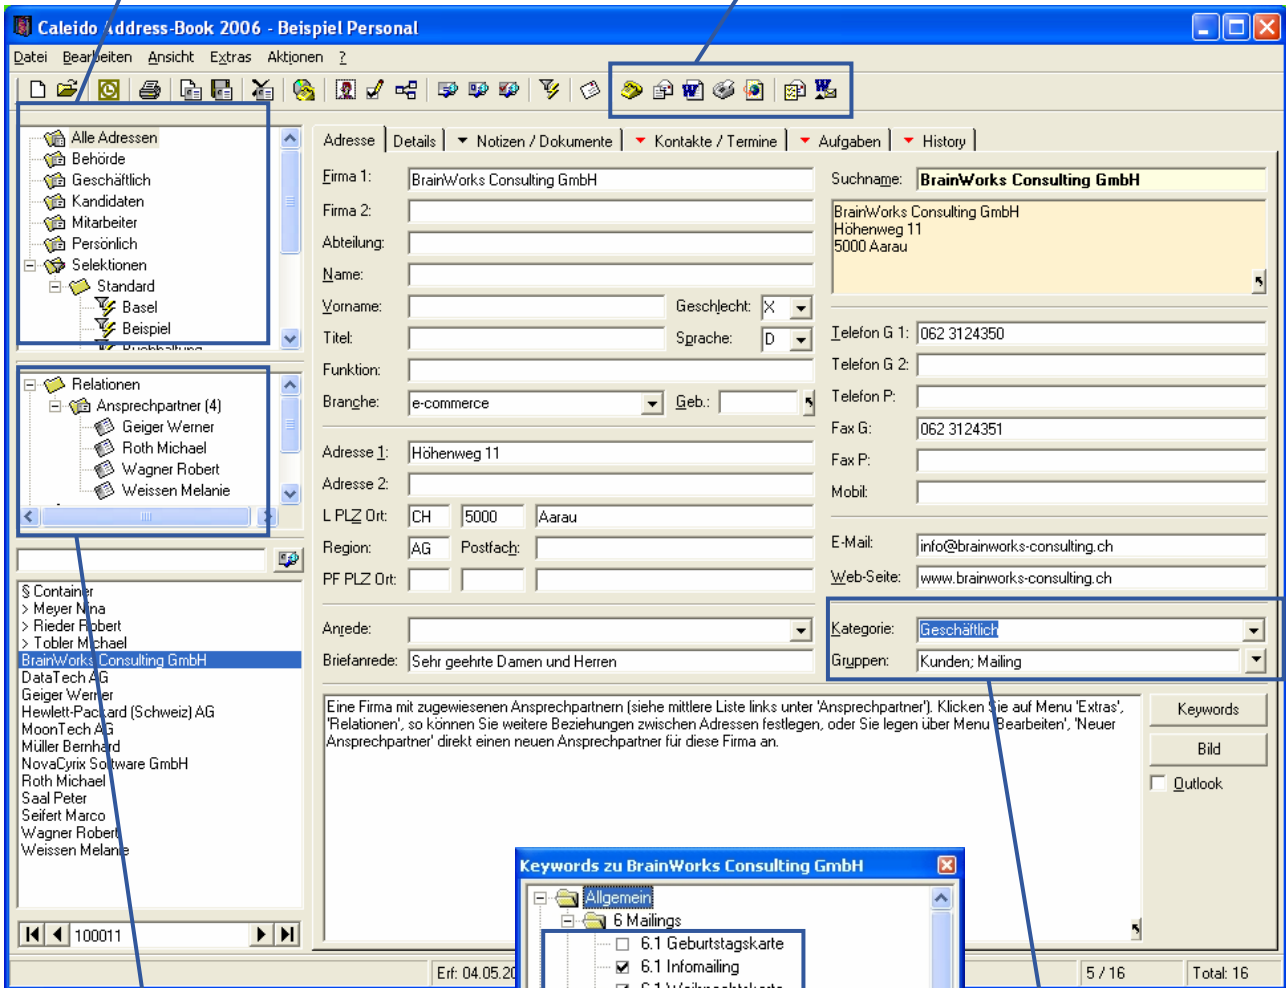 Caleido Address-Book 2006 - Beispiel Personal
Datei Bearbeiten Ansicht Extras Aktionen ?
Alle Adressen
Behörde
Geschäftlich
Kandidaten
Mitarbeiter
Persönlich
Selektionen
Standard
Basel
Beispiel
Buchhaltung
Relationen
Ansprechpartner (4)
Geiger Werner
Roth Michael
Wagner Robert
Weissen Melanie
§ Container
> Meyer Nina
> Rieder Robert
> Tobler Michael
BrainWorks Consulting GmbH
DataTech AG
Geiger Werner
Hewlett-Packard (Schweiz) AG
MoonTech AG
Müller Bernhard
NovaCyrix Software GmbH
Roth Michael
Saal Peter
Seifert Marco
Wagner Robert
Weissen Melanie
100011
Adresse Details Notizen / Dokumente Kontakte / Termine Aufgaben History
Firma 1: BrainWorks Consulting GmbH
Firma 2:
Abteilung:
Name:
Vorname: Geschlecht: X
Titel: Sprache: D
Funktion:
Branche: e-commerce Geb.:
Adresse 1: Höhenweg 11
Adresse 2:
L PLZ Ort: CH 5000 Aarau
Region: AG Postfach:
PF PLZ Ort:
Anrede:
Briefanrede: Sehr geehrte Damen und Herren
Suchname: BrainWorks Consulting GmbH
BrainWorks Consulting GmbH
Höhenweg 11
5000 Aarau
Telefon G 1: 062 3124350
Telefon G 2:
Telefon P:
Fax G: 062 3124351
Fax P:
Mobil:
E-Mail: info@brainworks-consulting.ch
Web-Seite: www.brainworks-consulting.ch
Kategorie: Geschäftlich
Gruppen: Kunden; Mailing
Eine Firma mit zugewiesenen Ansprechpartnern (siehe mittlere Liste links unter 'Ansprechpartner'). Klicken Sie auf Menu 'Extras',
'Relationen', so können Sie weitere Beziehungen zwischen Adressen festlegen, oder Sie legen über Menu 'Bearbeiten', 'Neuer
Ansprechpartner' direkt einen neuen Ansprechpartner für diese Firma an.
Keywords
Bild
Outlook
Keywords zu BrainWorks Consulting GmbH
Allgemein
6 Mailings
6.1 Geburtstagskarte
6.1 Infomailing
6.1 Weihnachtskarte
Erf: 04.05.20
5 / 16
Total: 16